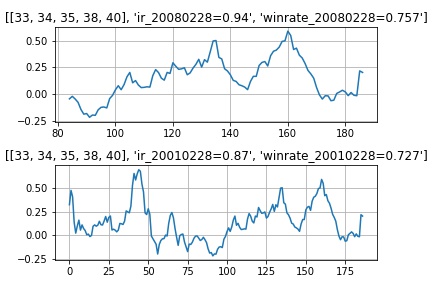 [[33, 34, 35, 38, 40], 'ir_20080228=0.94', 'winrate_20080228=0.757']
0.50
0.25
0.00
−0.25
80 100 120 140 160 180
[[33, 34, 35, 38, 40], 'ir_20010228=0.87', 'winrate_20010228=0.727']
0.50
0.25
0.00
−0.25
0 25 50 75 100 125 150 175